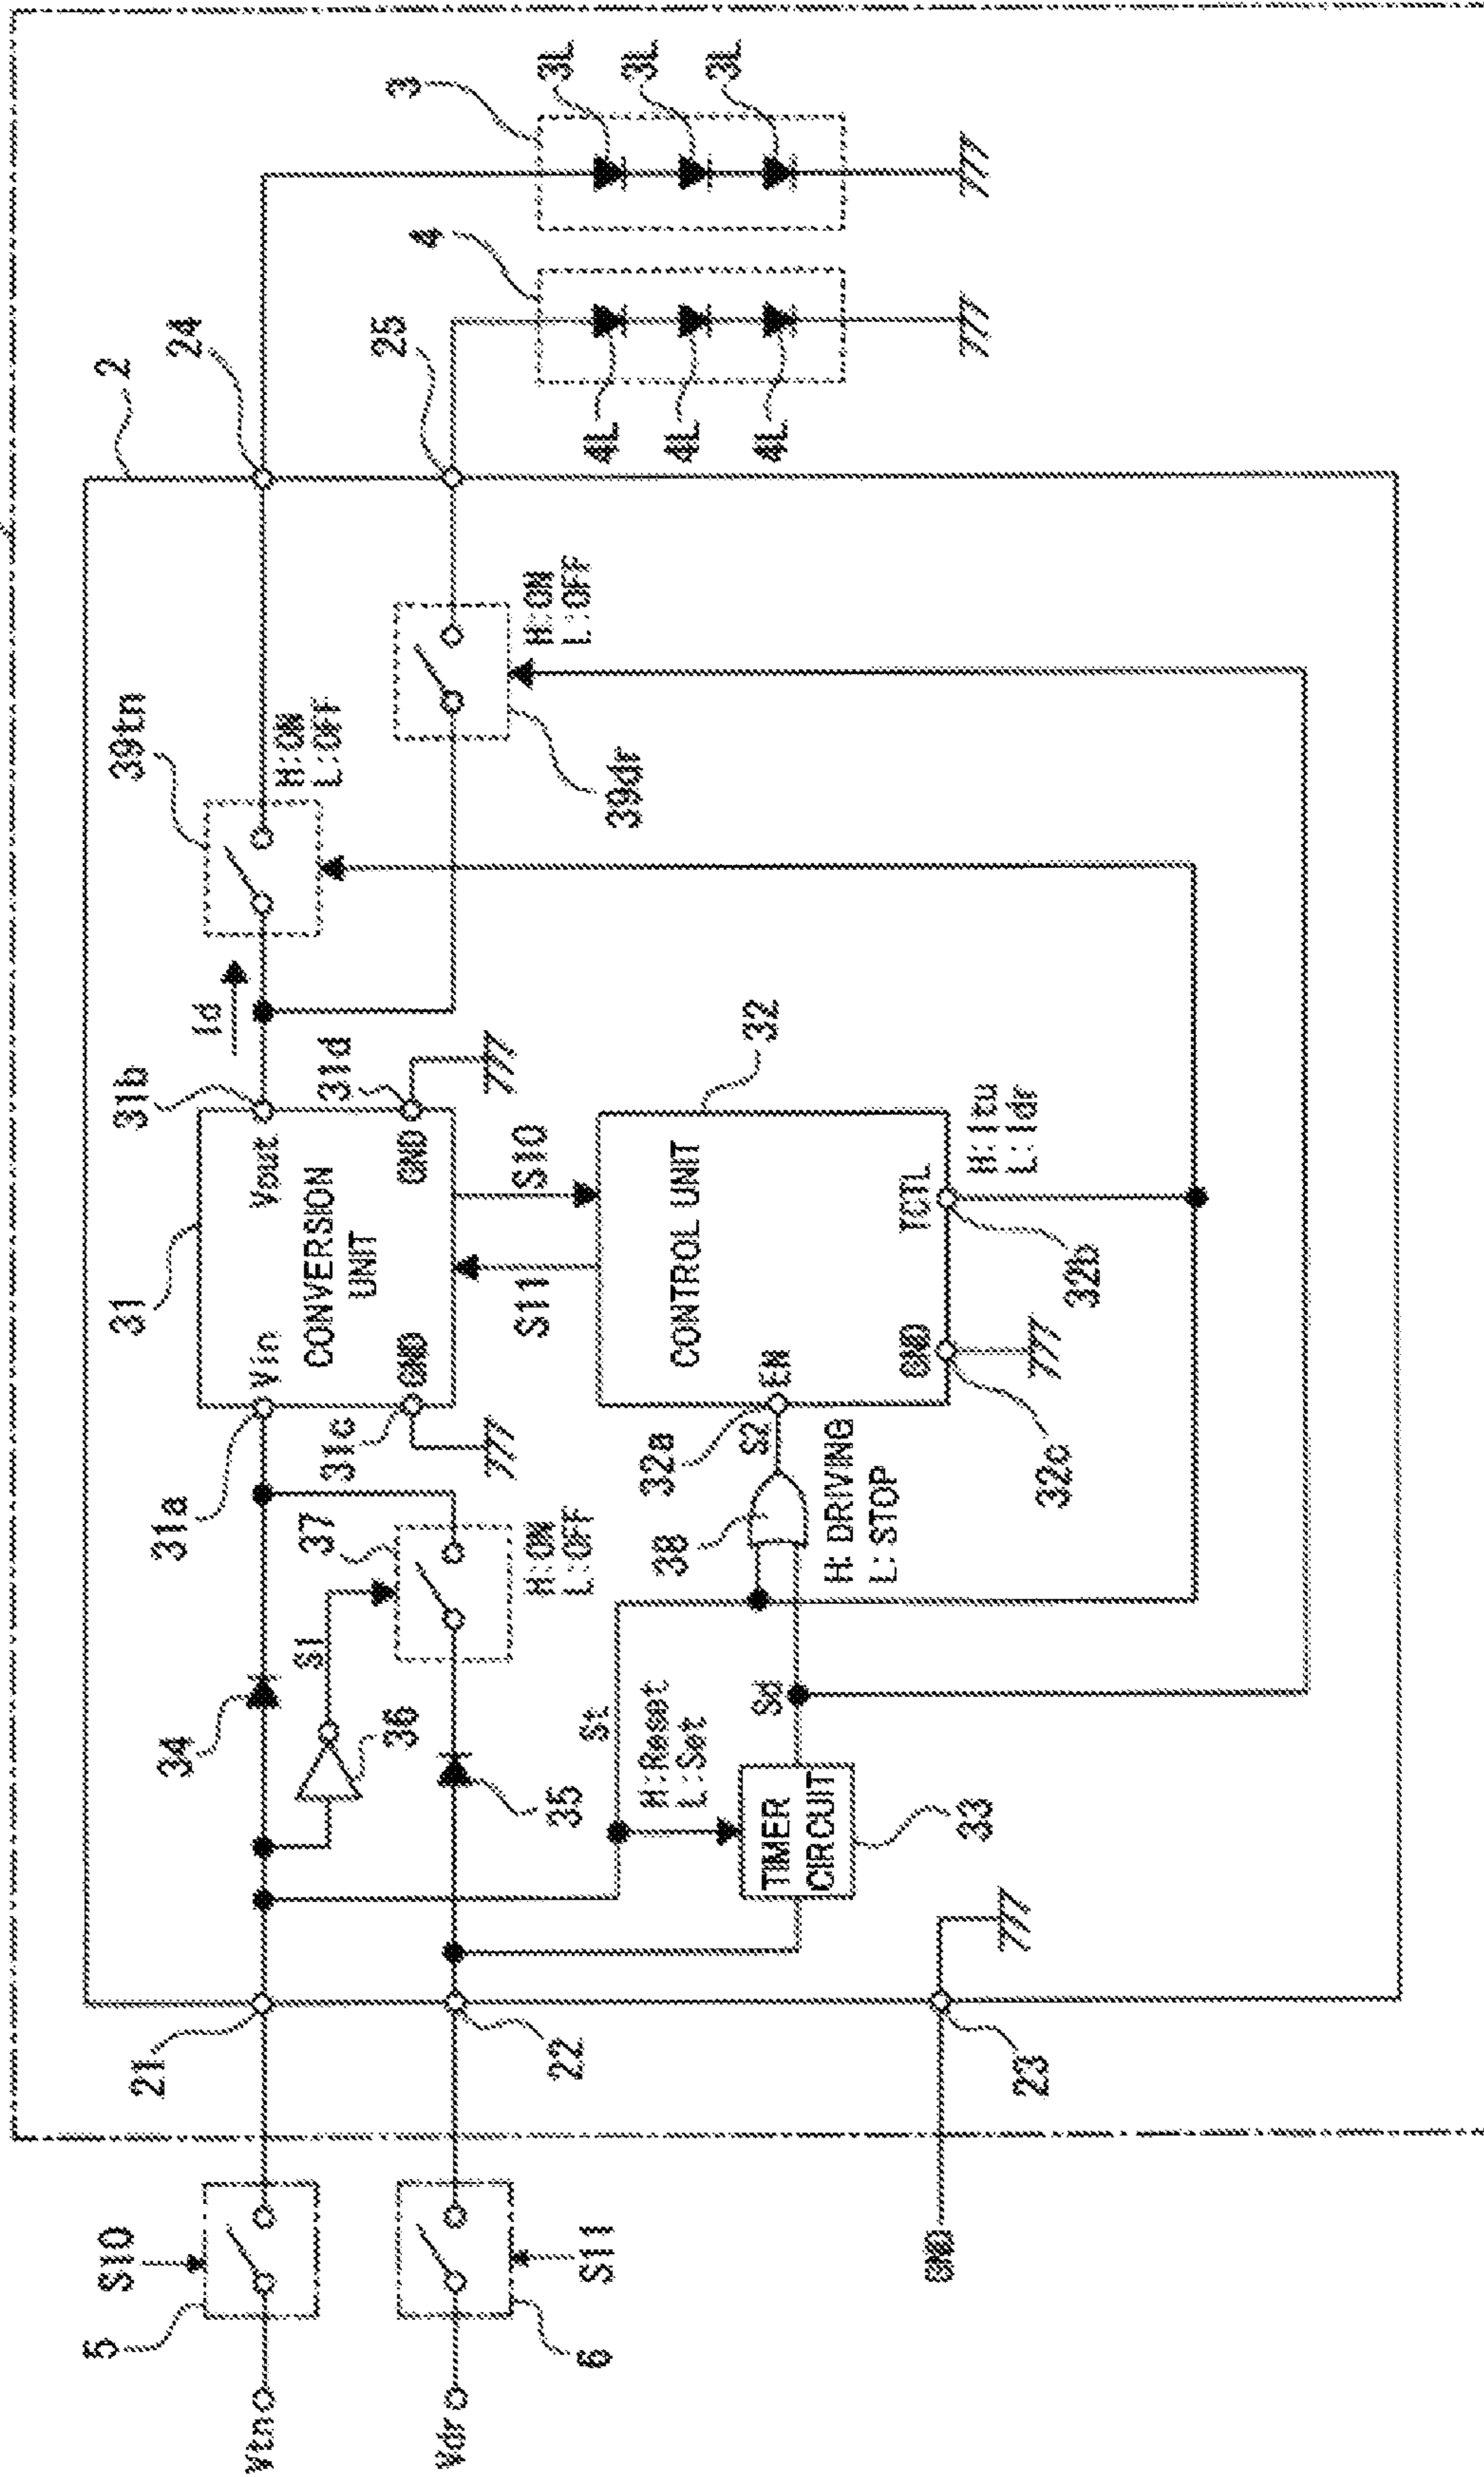 2
24
3
3L
3L
3L
4
25
4L
4L
4L
39tn
H:ON
L:OFF
H:ON
L:OFF
39dr
Id
31b
31d
31
Vin
Vout
CONVERSION
UNIT
GND
GND
31a
31c
S11
S10
32
CONTROL UNIT
EN
TCTL
GND
32a
32b
32c
H:Itu
L:Idr
S2
38
H:DRIVING
L:STOP
34
S1
36
37
H:ON
L:OFF
35
St
H:Reset
L:Set
Sd
TIMER
CIRCUIT
33
21
22
23
S10
5
Vtn
S11
6
Vdr
GND